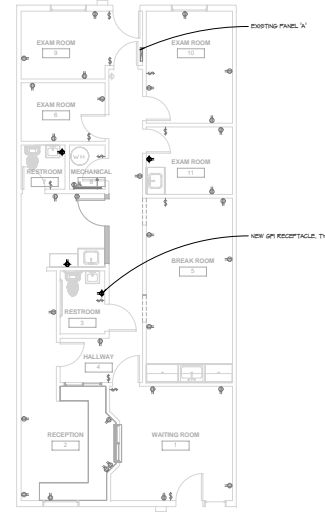 EXISTING PANEL 'A'
EXAM ROOM
9
EXAM ROOM
10
EXAM ROOM
8
RESTROOM
WM
MECHANICAL
EXAM ROOM
11
NEW GFI RECEPTACLE,
BREAK ROOM
5
RESTROOM
3
HALLWAY
4
RECEPTION
2
WAITING ROOM
1